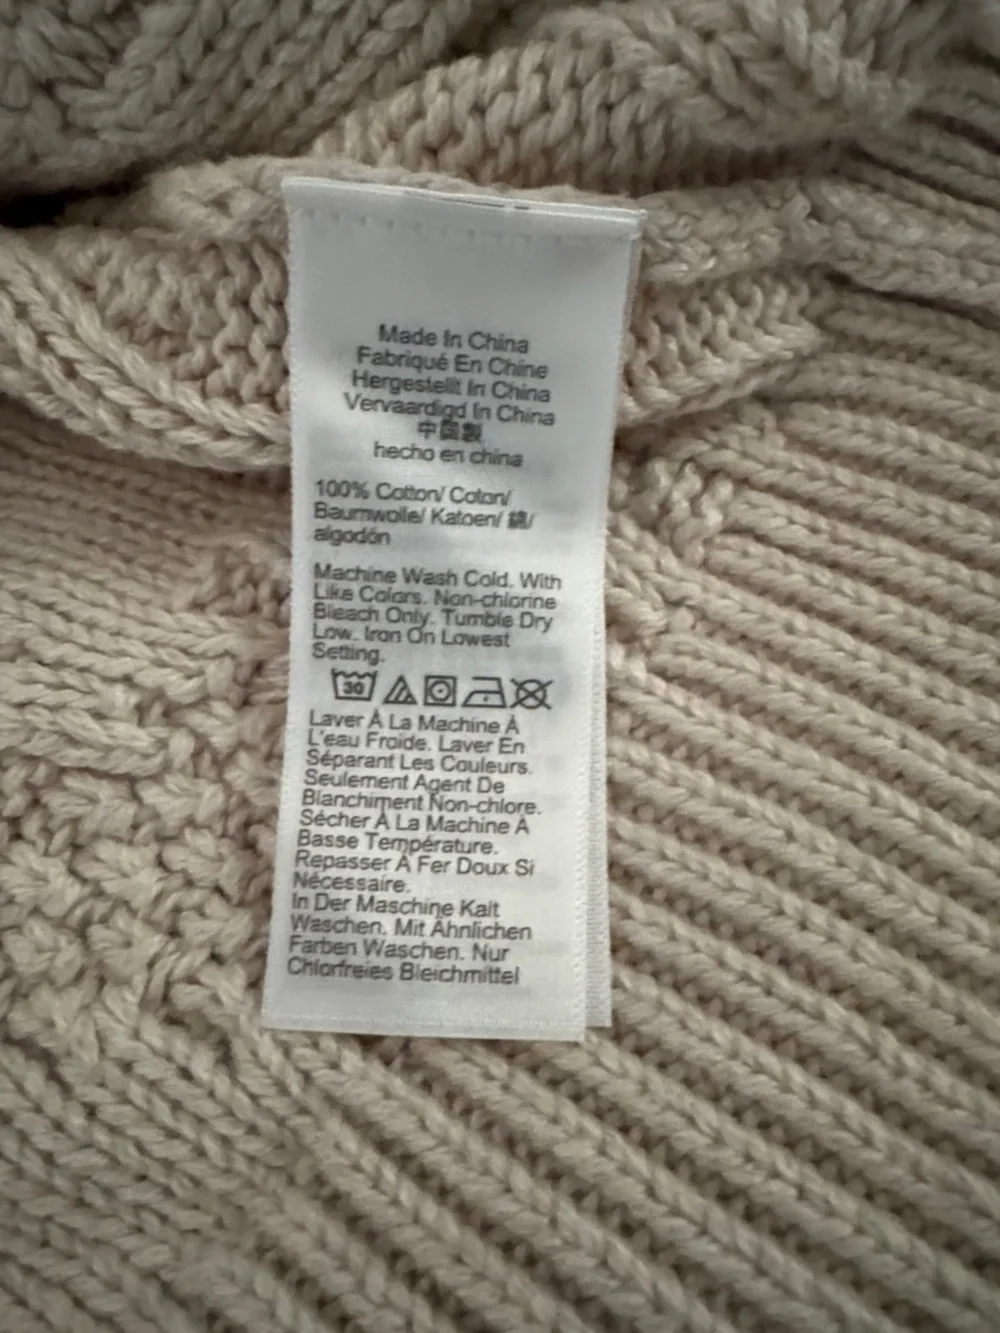 Made In China
Fabriqué En Chine
Hergestellt In China
Vervaardigd In China
中国製
hecho en china
100% Cotton/ Coton/
Baumwolle/ Katoen/ 綿/
algodón
Machine Wash Cold. With
Like Colors. Non-chlorine
Bleach Only. Tumble Dry
Low. Iron On Lowest
Setting.
30
Laver À La Machine À
L'eau Froide. Laver En
Séparant Les Couleurs.
Seulement Agent De
Blanchiment Non-chlore.
Sécher À La Machine À
Basse Température.
Repasser À Fer Doux Si
Nécessaire.
In Der Maschine Kalt
Waschen. Mit Ähnlichen
Farben Waschen. Nur
Chlorfreies Bleichmittel